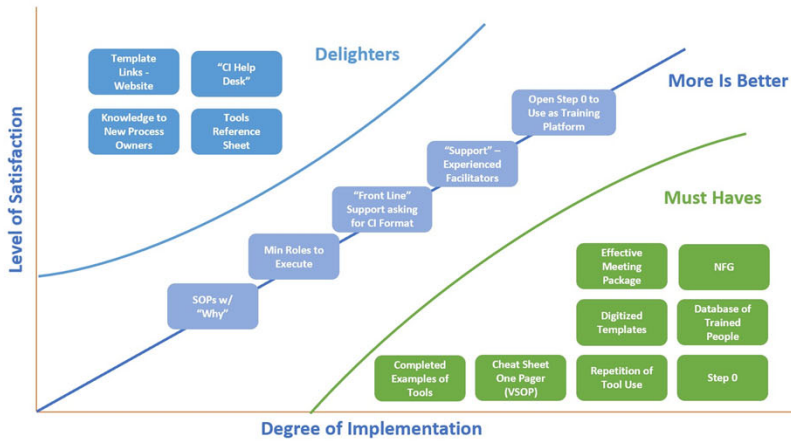 Level of Satisfaction
Template
Links -
Website
“CI Help
Desk”
Knowledge to
New Process
Owners
Tools
Reference
Sheet
Delighters
More Is Better
Open Step 0 to
Use as Training
Platform
“Support” –
Experienced
Facilitators
“Front Line”
Support asking
for CI Format
Min Roles to
Execute
SOPs w/
“Why”
Must Haves
Effective
Meeting
Package
NFG
Digitized
Templates
Database of
Trained
People
Completed
Examples of
Tools
Cheat Sheet
One Pager
(VSOP)
Repetition of
Tool Use
Step 0
Degree of Implementation